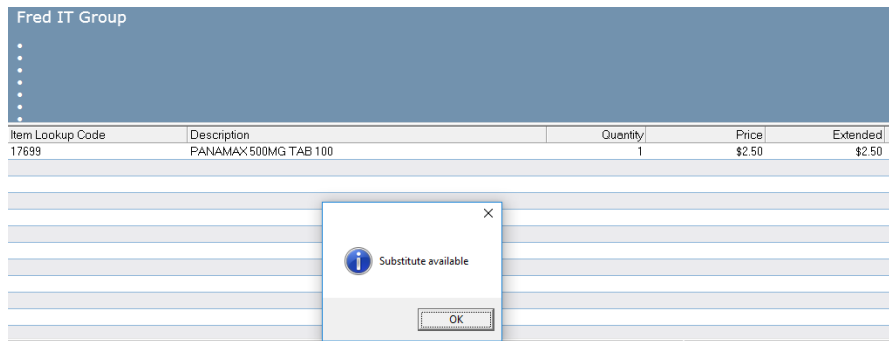 Fred IT Group
Item Lookup Code Description Quantity Price Extended
17699 PANAMAX 500MG TAB 100 1 $2.50 $2.50
Substitute available
OK